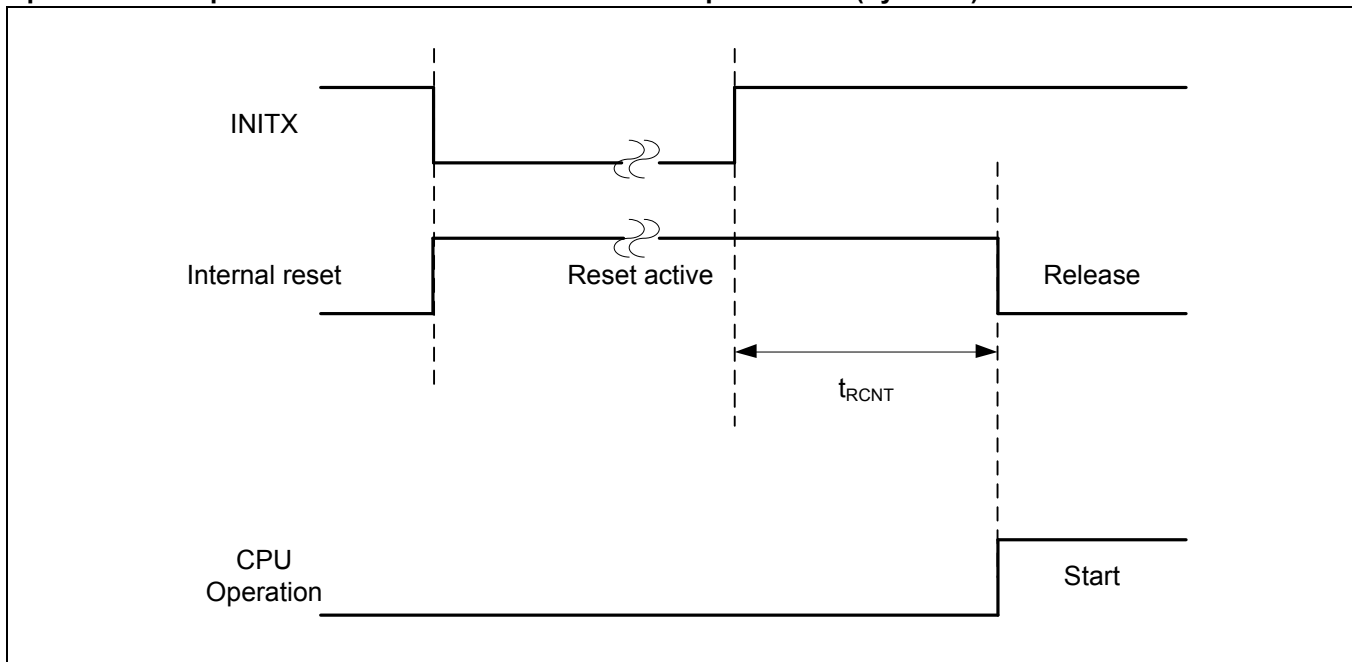 INITX
Internal reset
Reset active
Release
tRCNT
CPU
Operation
Start